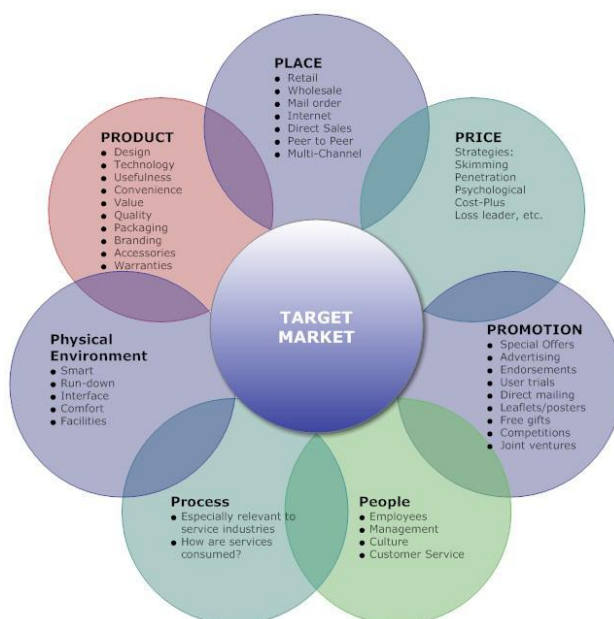 PLACE
● Retail
● Wholesale
● Mail order
● Internet
● Direct Sales
● Peer to Peer
● Multi-Channel
PRODUCT
● Design
● Technology
● Usefulness
● Convenience
● Value
● Quality
● Packaging
● Branding
● Accessories
● Warranties
PRICE
Strategies:
Skimming
Penetration
Psychological
Cost-Plus
Loss leader, etc.
TARGET
MARKET
Physical
Environment
● Smart
● Run-down
● Interface
● Comfort
● Facilities
PROMOTION
● Special Offers
● Advertising
● Endorsements
● User trials
● Direct mailing
● Leaflets/posters
● Free gifts
● Competitions
● Joint ventures
Process
● Especially relevant to
service industries
● How are services
consumed?
People
● Employees
● Management
● Culture
● Customer Service